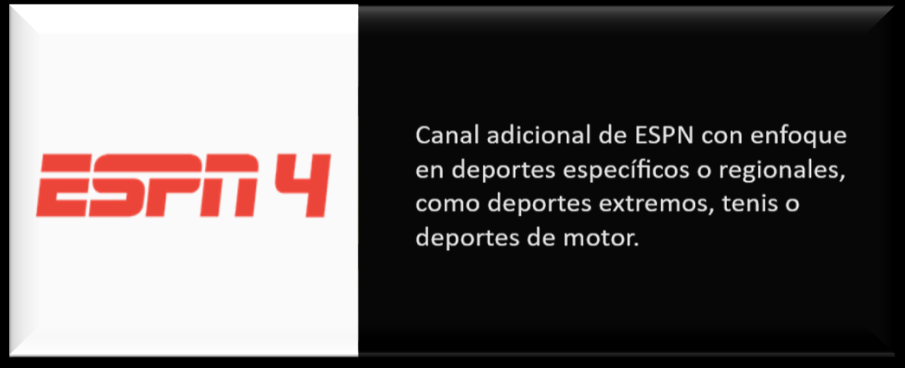 ESPN 4
Canal adicional de ESPN con enfoque
en deportes específicos o regionales,
como deportes extremos, tenis o
deportes de motor.